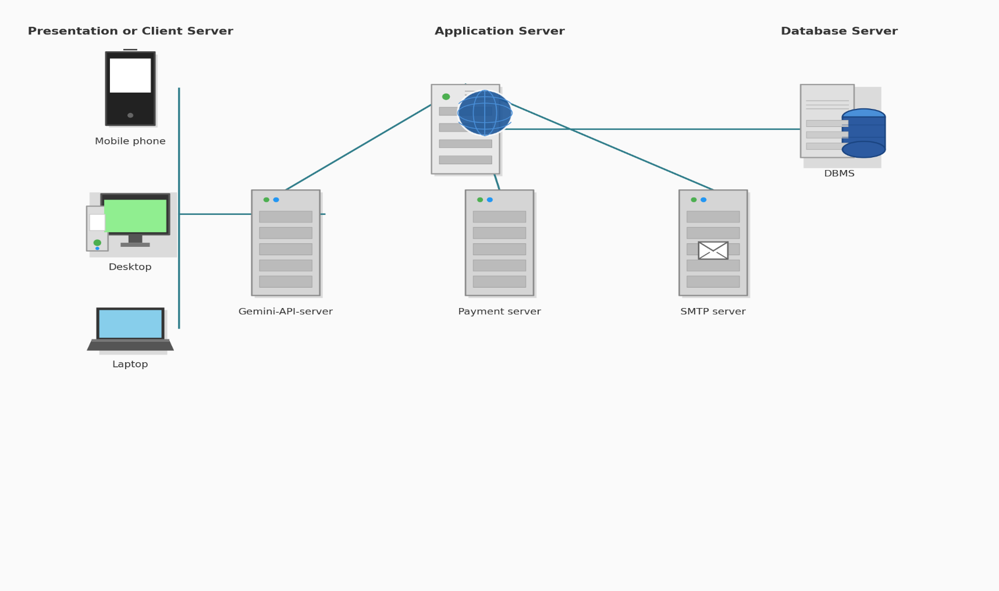 Presentation or Client Server
Application Server
Database Server
Mobile phone
DBMS
Desktop
Gemini-API-server
Payment server
SMTP server
Laptop